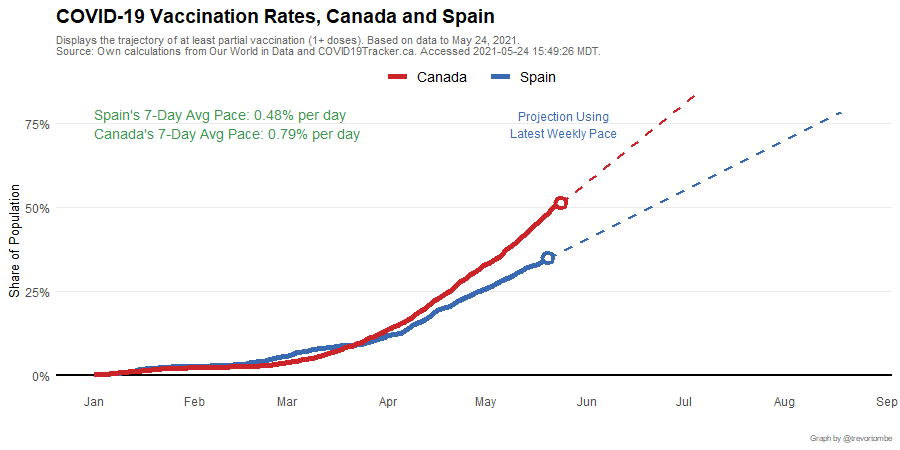 COVID-19 Vaccination Rates, Canada and Spain
Displays the trajectory of at least partial vaccination (1+ doses). Based on data to May 24, 2021.
Source: Own calculations from Our World in Data and COVID19Tracker.ca. Accessed 2021-05-24 15:49:26 MDT.
Canada Spain
Spain's 7-Day Avg Pace: 0.48% per day
Canada's 7-Day Avg Pace: 0.79% per day
Projection Using
Latest Weekly Pace
Share of Population
75%
50%
25%
0%
Jan Feb Mar Apr May Jun Jul Aug Sep
Graph by @trevortombe